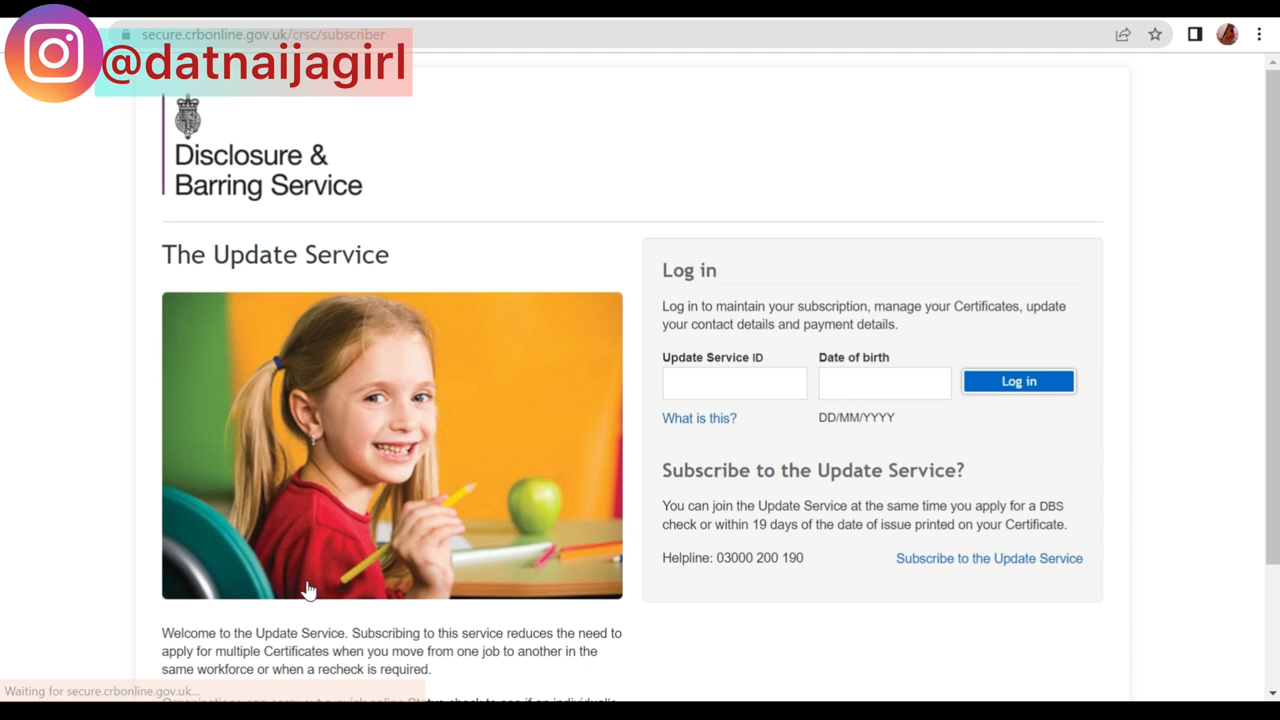 secure.crbonline.gov.uk/crsc/subscriber
@datnaijagirl
Disclosure &
Barring Service
The Update Service
Log in
Log in to maintain your subscription, manage your Certificates, update
your contact details and payment details.
Update Service ID
Date of birth
Log in
What is this?
DD/MM/YYYY
Subscribe to the Update Service?
You can join the Update Service at the same time you apply for a DBS
check or within 19 days of the date of issue printed on your Certificate.
Helpline: 03000 200 190
Subscribe to the Update Service
Welcome to the Update Service. Subscribing to this service reduces the need to
apply for multiple Certificates when you move from one job to another in the
same workforce or when a recheck is required.
Waiting for secure.crbonline.gov.uk...